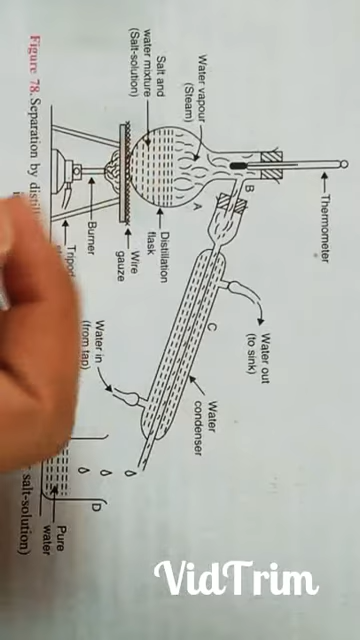 Thermometer
Water vapour
(Steam)
B
A
Salt and
water mixture
(Salt-solution)
Distillation
flask
Wire
gauze
Burner
Tripod
Water out
(to sink)
C
Water
condenser
Water in
(from tap)
D
Pure
water
Figure 78. Separation by
salt-solution)
VidTrim